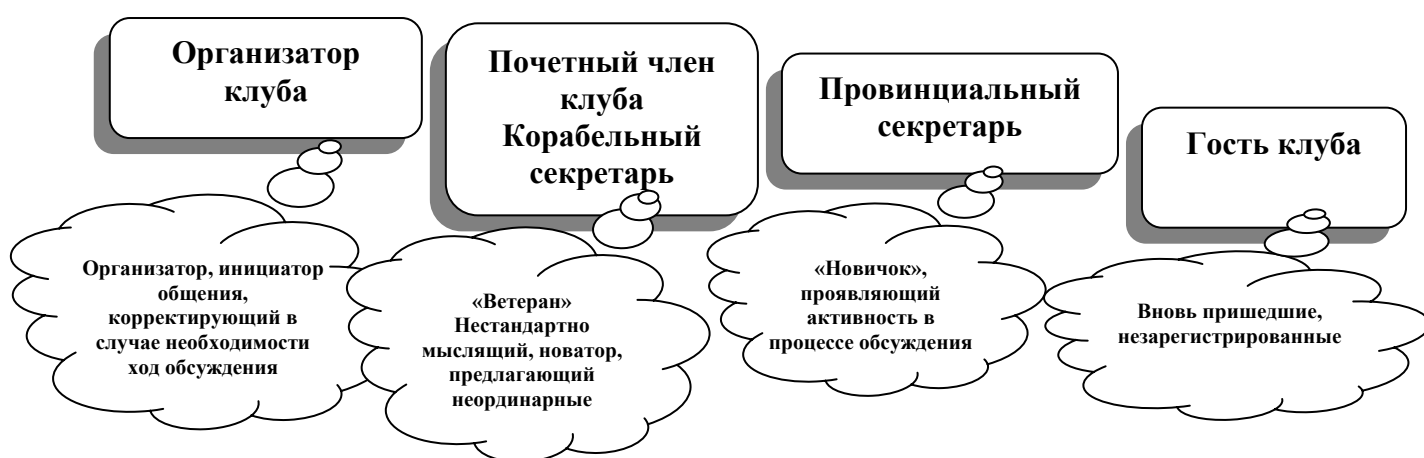 Организатор
клуба
Почетный член
клуба
Корабельный
секретарь
Провинциальный
секретарь
Гость клуба
Организатор, инициатор
общения,
корректирующий в
случае необходимости
ход обсуждения
«Ветеран»
Нестандартно
мыслящий, новатор,
предлагающий
неординарные
«Новичок»,
проявляющий
активность в
процессе обсуждения
Вновь пришедшие,
незарегистрированные